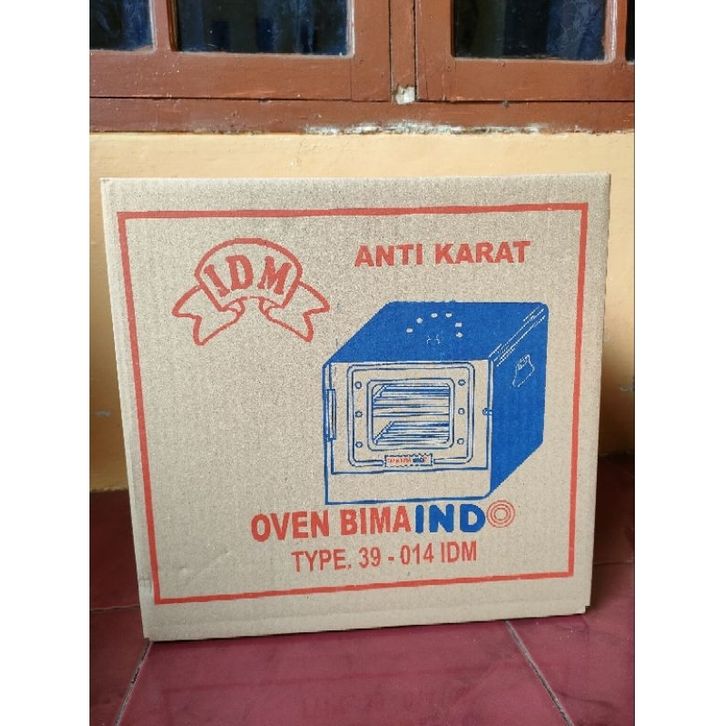 IDM
ANTI KARAT
OVEN BIMAINDO
TYPE. 39 - 014 IDM